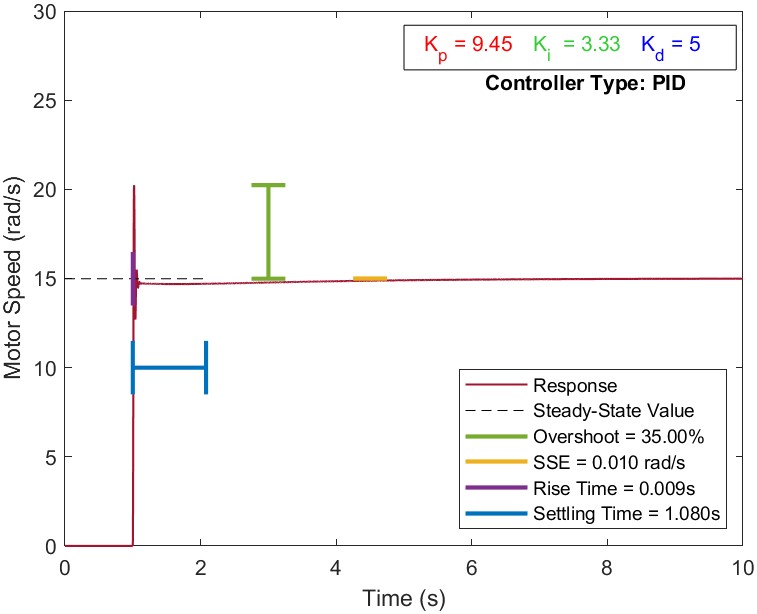 30
25
20
15
10
5
0
Motor Speed (rad/s)
Kp = 9.45 Ki = 3.33 Kd = 5
Controller Type: PID
Response
Steady-State Value
Overshoot = 35.00%
SSE = 0.010 rad/s
Rise Time = 0.009s
Settling Time = 1.080s
0 2 4 6 8 10
Time (s)